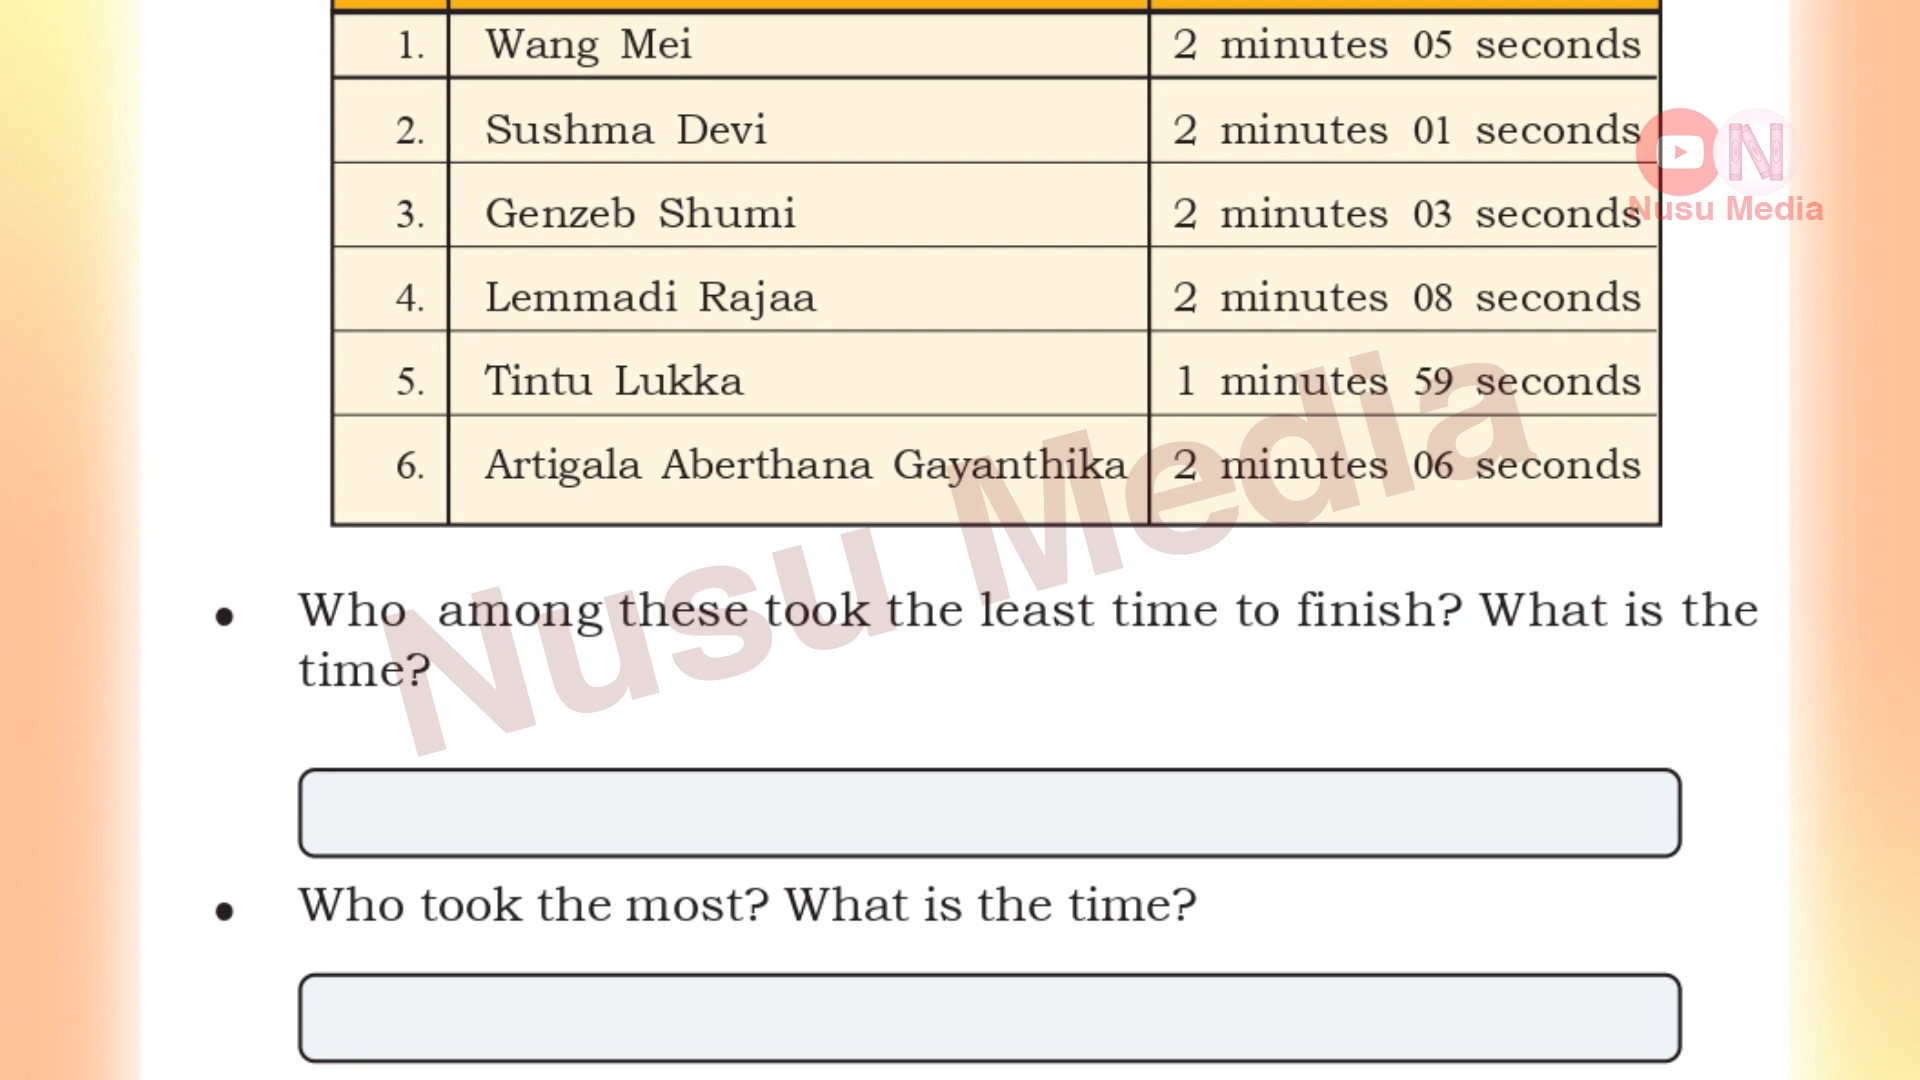 1. Wang Mei 2 minutes 05 seconds
2. Sushma Devi 2 minutes 01 seconds
3. Genzeb Shumi 2 minutes 03 seconds
4. Lemmadi Rajaa 2 minutes 08 seconds
5. Tintu Lukka 1 minutes 59 seconds
6. Artigala Aberthana Gayanthika 2 minutes 06 seconds
N
Nusu Media
Nusu Media
• Who among these took the least time to finish? What is the
time?
• Who took the most? What is the time?